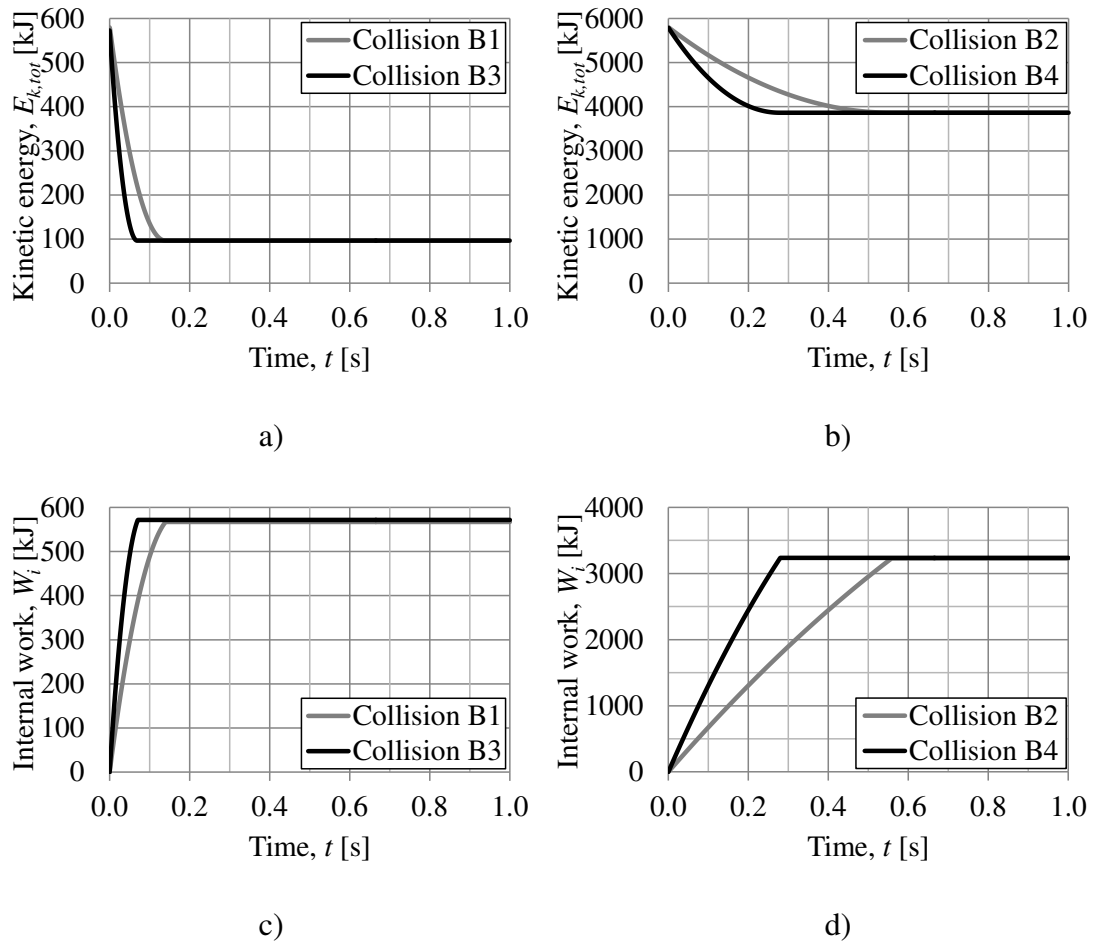 Kinetic energy, E_{k,tot} [kJ]
600
500
400
300
200
100
0
0.0 0.2 0.4 0.6 0.8 1.0
Time, t [s]
Collision B1
Collision B3
a)
Kinetic energy, E_{k,tot} [kJ]
6000
5000
4000
3000
2000
1000
0
0.0 0.2 0.4 0.6 0.8 1.0
Time, t [s]
Collision B2
Collision B4
b)
Internal work, W_i [kJ]
600
500
400
300
200
100
0
0.0 0.2 0.4 0.6 0.8 1.0
Time, t [s]
Collision B1
Collision B3
c)
Internal work, W_i [kJ]
4000
3000
2000
1000
0
0.0 0.2 0.4 0.6 0.8 1.0
Time, t [s]
Collision B2
Collision B4
d)